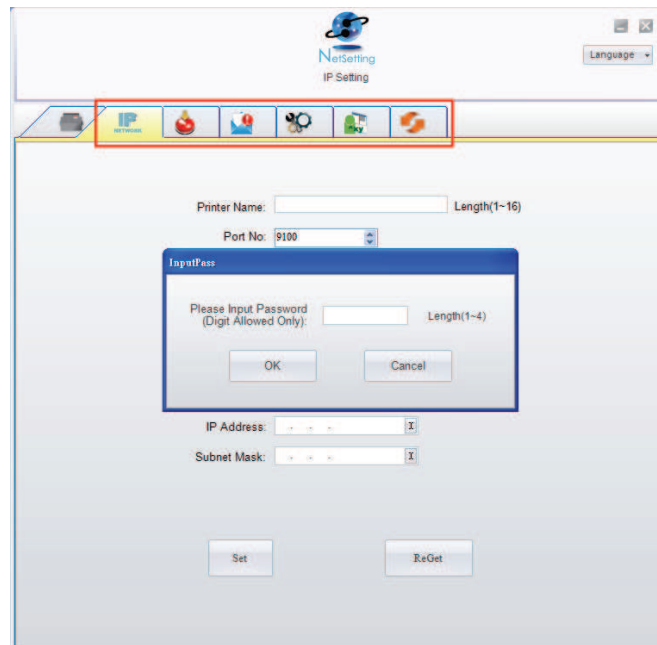 NetSetting
IP Setting
Language
IP
NETWORK
Printer Name:
Length(1~16)
Port No:
9100
InputPass
Please Input Password
(Digit Allowed Only):
Length(1~4)
OK
Cancel
IP Address:
. . .
X
Subnet Mask:
. . .
X
Set
ReGet